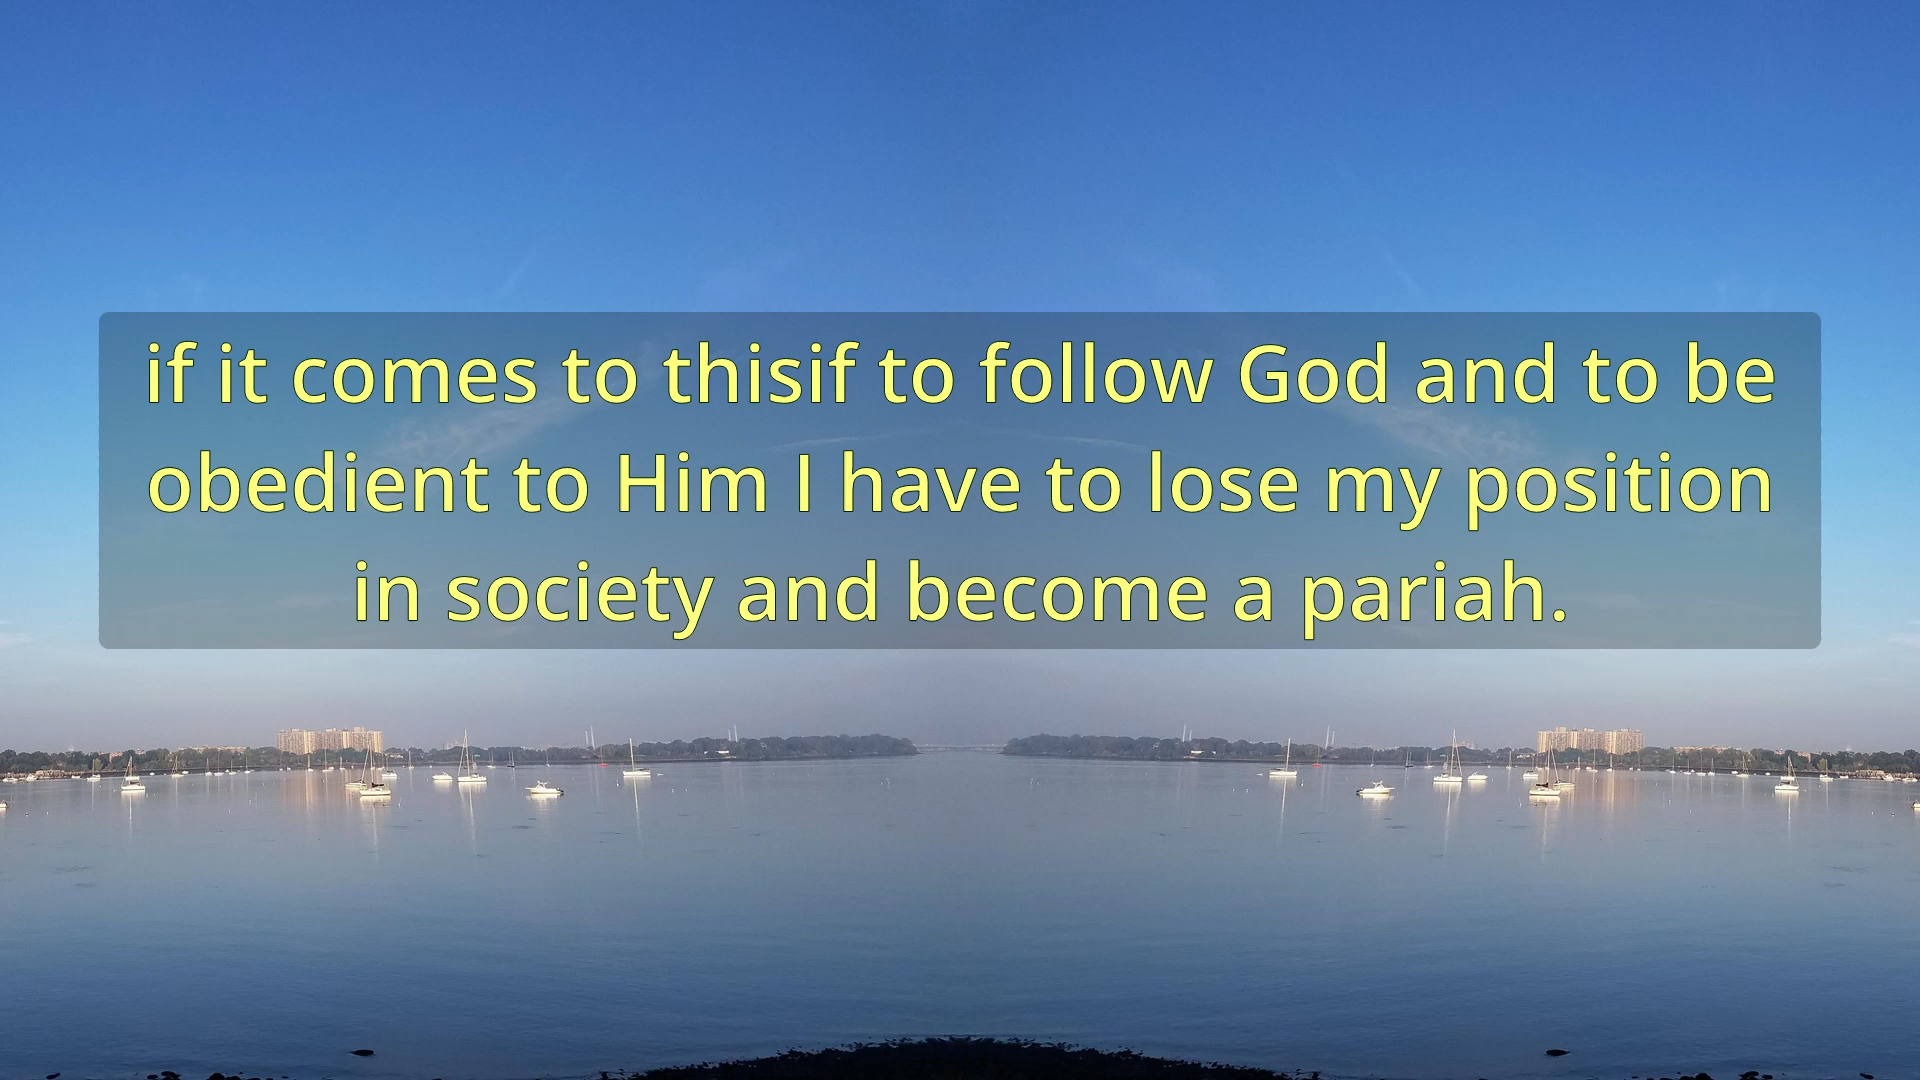 if it comes to thisif to follow God and to be
obedient to Him I have to lose my position
in society and become a pariah.